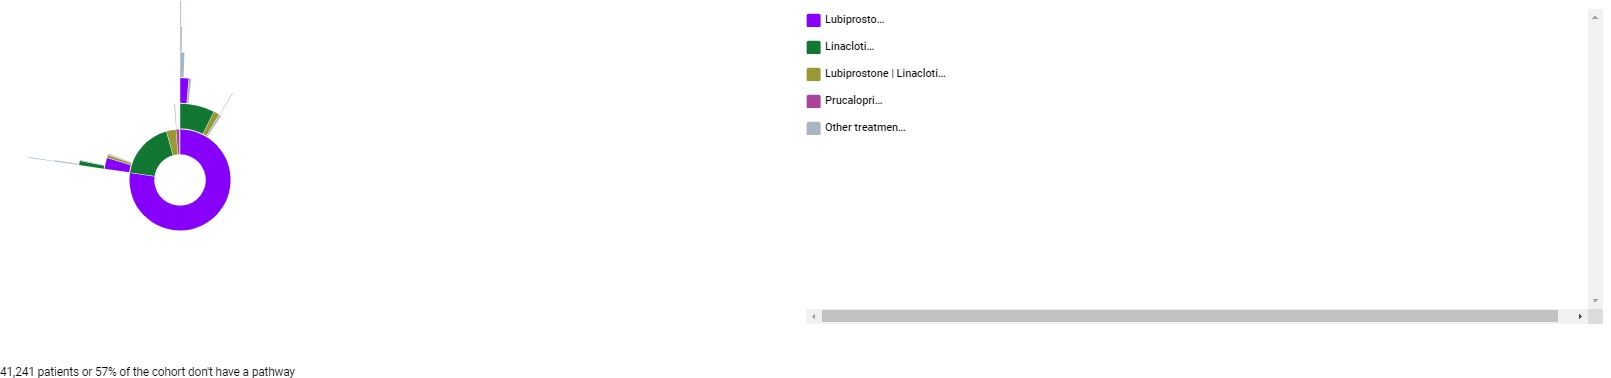 Lubiprosto...
Linacloti...
Lubiprostone | Linacloti...
Prucalopri...
Other treatmen...
41,241 patients or 57% of the cohort don't have a pathway